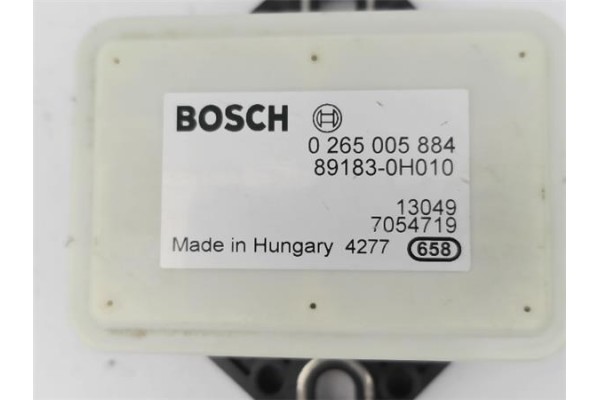 BOSCH
0 265 005 884
89183-0H010
13049
7054719
Made in Hungary 4277 658